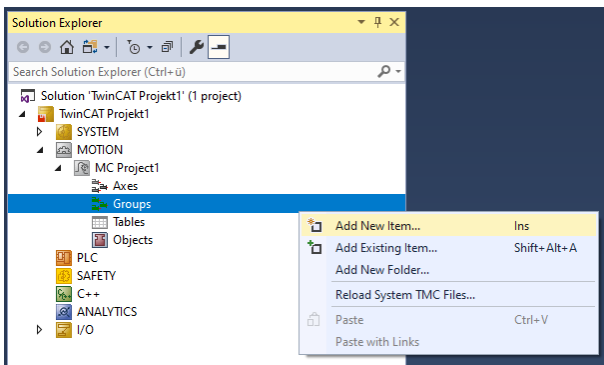 Solution Explorer
Search Solution Explorer (Ctrl+ü)
Solution 'TwinCAT Projekt1' (1 project)
TwinCAT Projekt1
SYSTEM
MOTION
MC Project1
Axes
Groups
Tables
Objects
PLC
SAFETY
C++
ANALYTICS
I/O
Add New Item... Ins
Add Existing Item... Shift+Alt+A
Add New Folder...
Reload System TMC Files...
Paste Ctrl+V
Paste with Links